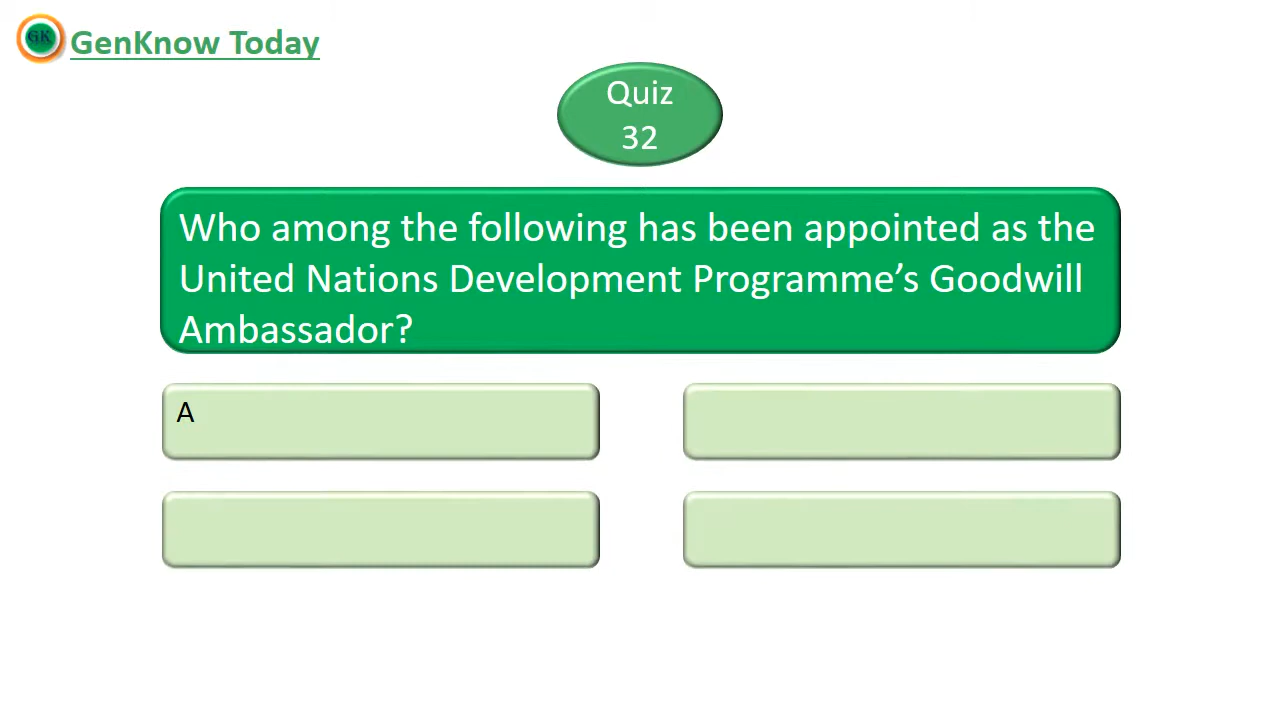 GK
GenKnow Today
Quiz
32
Who among the following has been appointed as the
United Nations Development Programme’s Goodwill
Ambassador?
A